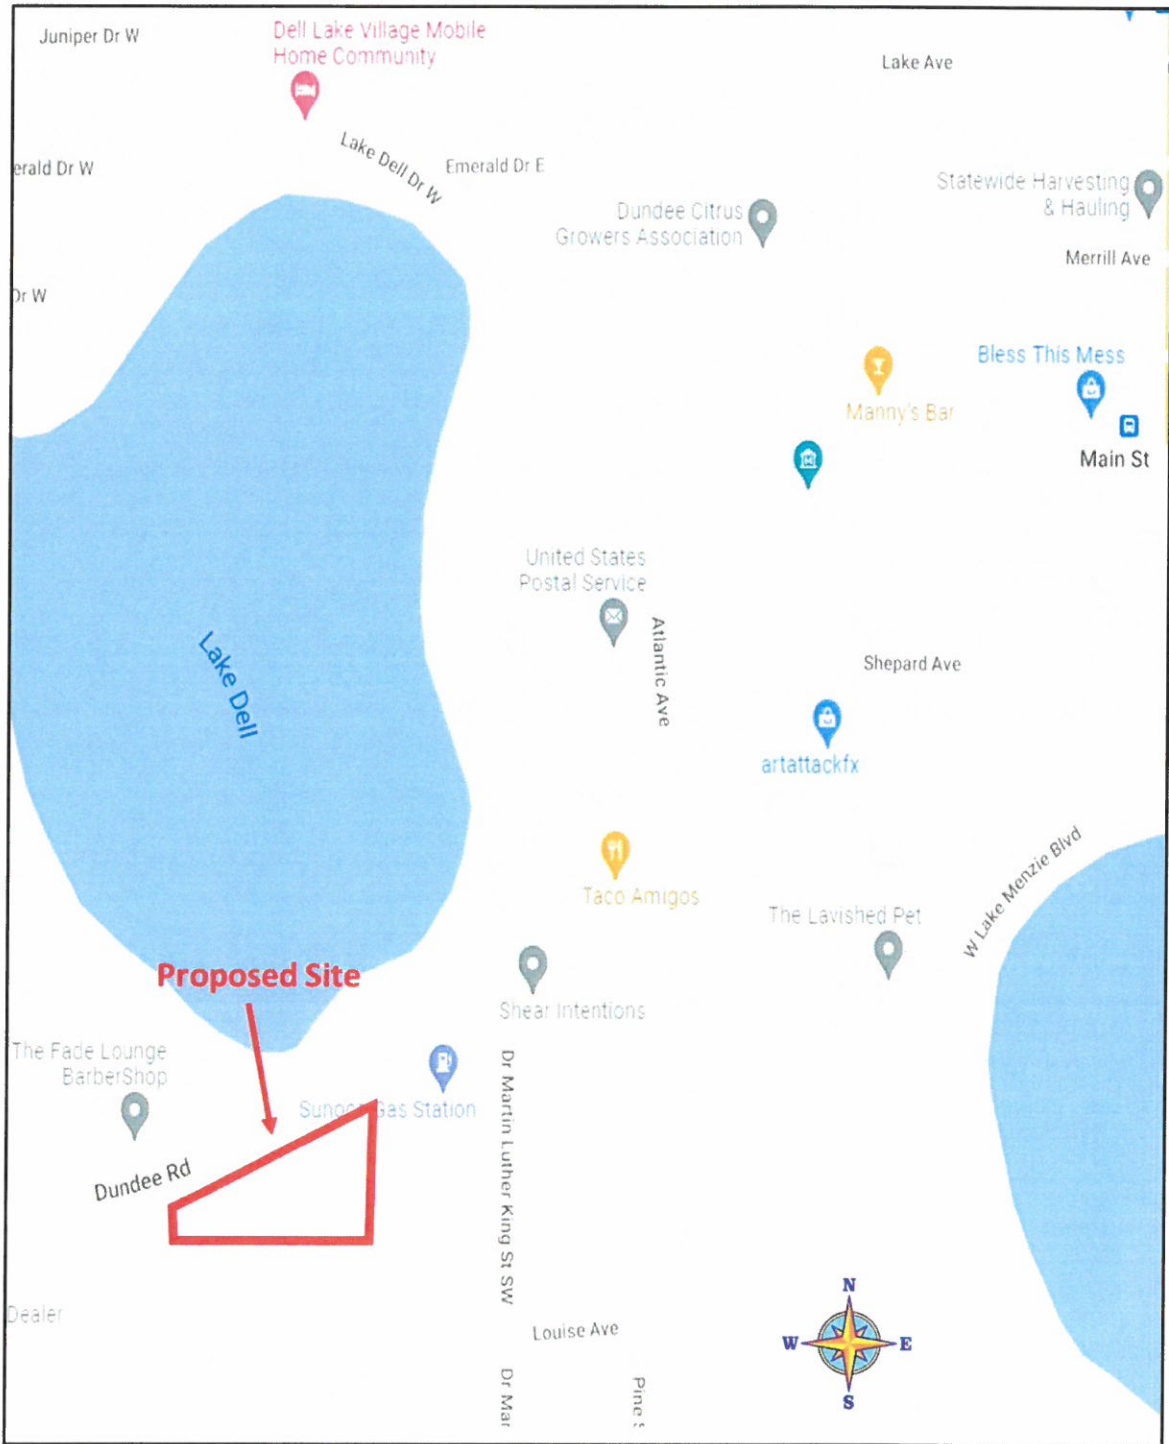 Juniper Dr W
Dell Lake Village Mobile
Home Community
Lake Ave
Lake Dell Dr W
Emerald Dr E
erald Dr W
Statewide Harvesting
& Hauling
Dundee Citrus
Growers Association
Merrill Ave
Dr W
Bless This Mess
Manny's Bar
Main St
United States
Postal Service
Atlantic Ave
Shepard Ave
Lake Dell
artattackfx
W Lake Menzie Blvd
Taco Amigos
The Lavished Pet
Proposed Site
Shear Intentions
The Fade Lounge
BarberShop
Sunoco Gas Station
Dr Martin Luther King St SW
Dundee Rd
N
W
E
S
Dealer
Louise Ave
Dr Mar
Pine